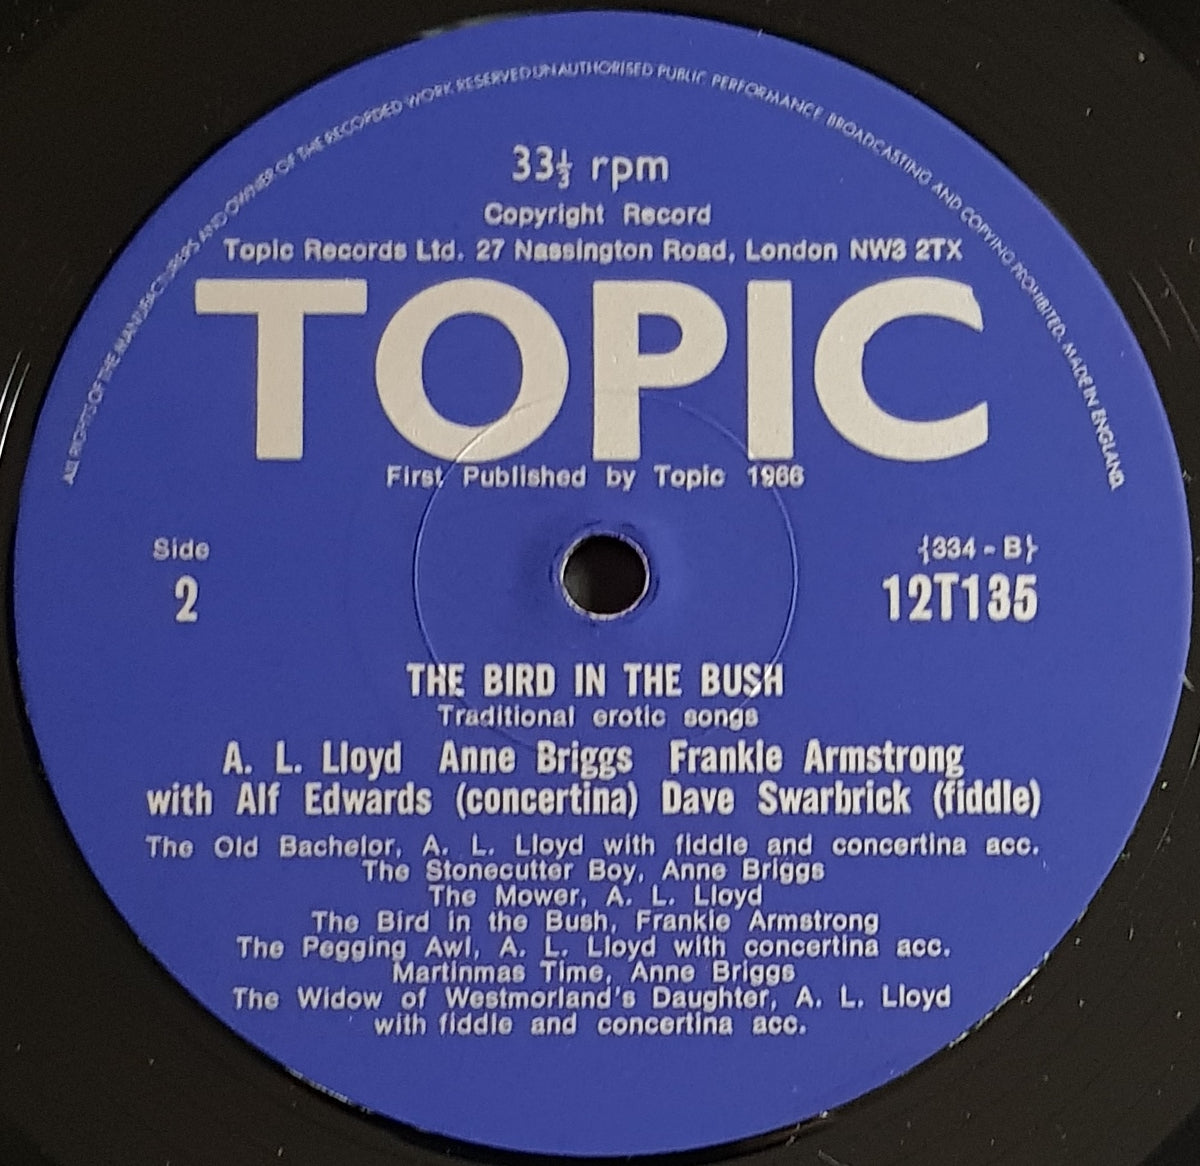 ALL RIGHTS OF THE MANUFACTURERS AND OWNER OF THE RECORDED WORK RESERVED UNAUTHORISED PUBLIC PERFORMANCE BROADCASTING AND COPYING PROHIBITED. MADE IN ENGLAND
33⅓ rpm
Copyright Record
Topic Records Ltd. 27 Nassington Road, London NW3 2TX
TOPIC
First Published by Topic 1966
Side
2
{334 - B}
12T135
THE BIRD IN THE BUSH
Traditional erotic songs
A. L. Lloyd Anne Briggs Frankie Armstrong
with Alf Edwards (concertina) Dave Swarbrick (fiddle)
The Old Bachelor, A. L. Lloyd with fiddle and concertina acc.
The Stonecutter Boy, Anne Briggs
The Mower, A. L. Lloyd
The Bird in the Bush, Frankie Armstrong
The Pegging Awl, A. L. Lloyd with concertina acc.
Martinmas Time, Anne Briggs
The Widow of Westmorland's Daughter, A. L. Lloyd
with fiddle and concertina acc.